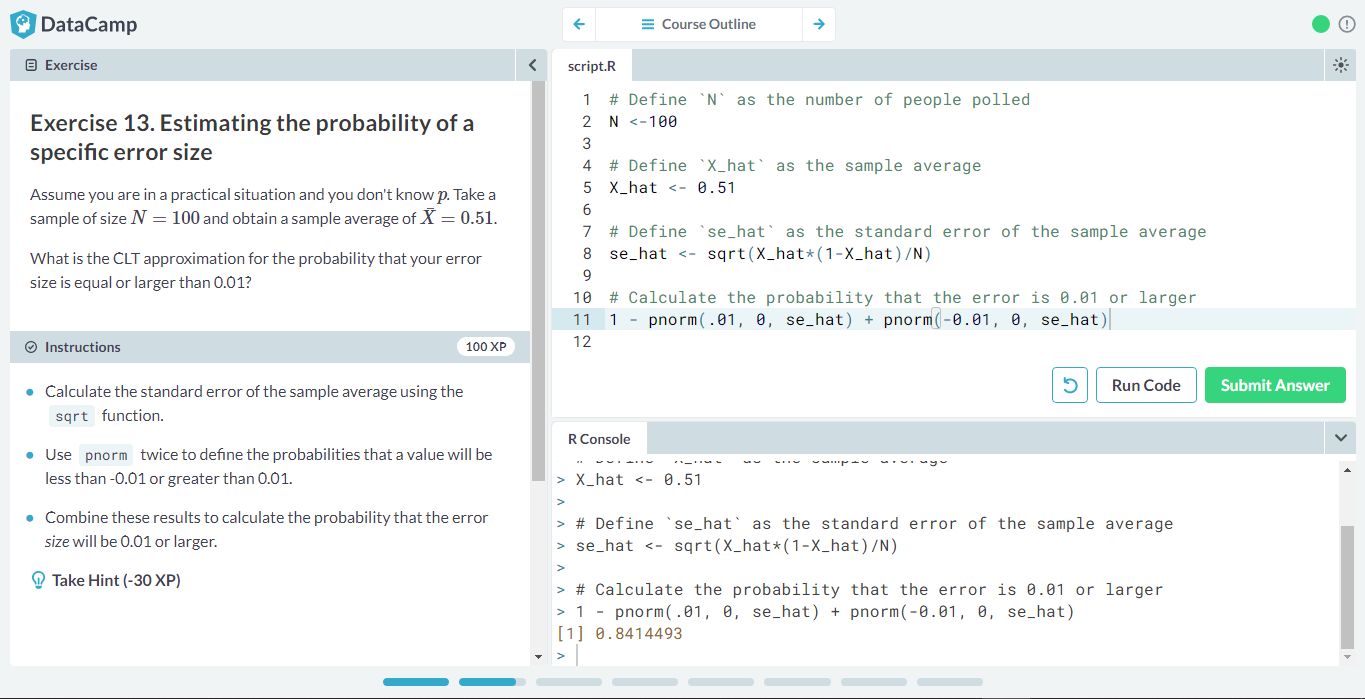 DataCamp
Course Outline
Exercise
Exercise 13. Estimating the probability of a
specific error size
Assume you are in a practical situation and you don't know p. Take a
sample of size N = 100 and obtain a sample average of X̄ = 0.51.
What is the CLT approximation for the probability that your error
size is equal or larger than 0.01?
Instructions
100 XP
Calculate the standard error of the sample average using the
sqrt function.
Use pnorm twice to define the probabilities that a value will be
less than -0.01 or greater than 0.01.
Combine these results to calculate the probability that the error
size will be 0.01 or larger.
Take Hint (-30 XP)
script.R
1 # Define `N` as the number of people polled
2 N <-100
3
4 # Define `X_hat` as the sample average
5 X_hat <- 0.51
6
7 # Define `se_hat` as the standard error of the sample average
8 se_hat <- sqrt(X_hat*(1-X_hat)/N)
9
10 # Calculate the probability that the error is 0.01 or larger
11 1 - pnorm(.01, 0, se_hat) + pnorm(-0.01, 0, se_hat)
12
Run Code
Submit Answer
R Console
# Define `X_hat` as the sample average
> X_hat <- 0.51
>
> # Define `se_hat` as the standard error of the sample average
> se_hat <- sqrt(X_hat*(1-X_hat)/N)
>
> # Calculate the probability that the error is 0.01 or larger
> 1 - pnorm(.01, 0, se_hat) + pnorm(-0.01, 0, se_hat)
[1] 0.8414493
>